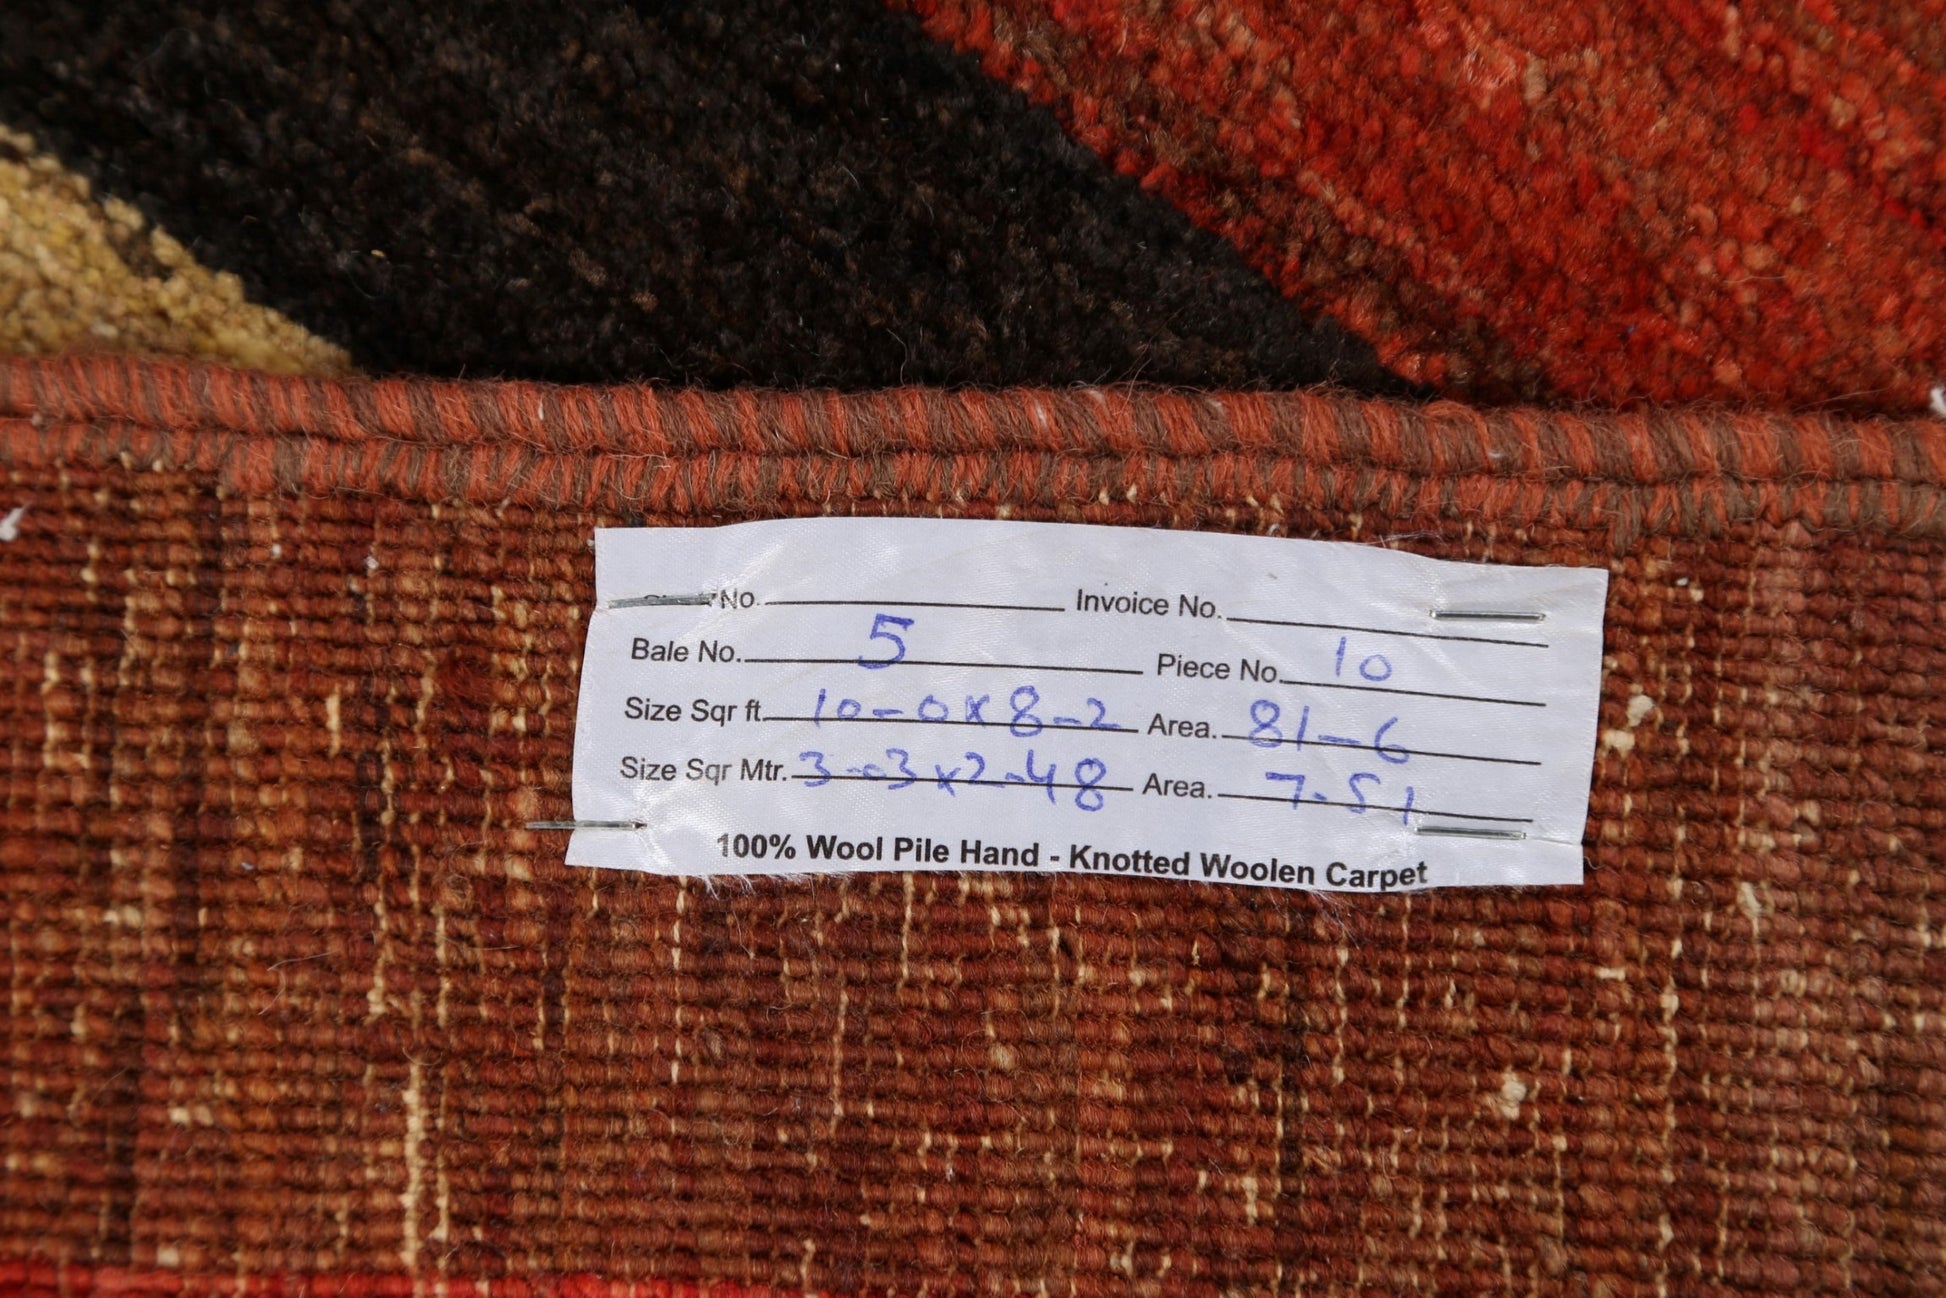 No. Invoice No.
Bale No. 5 Piece No. 10
Size Sqr ft. 10-0x8-2 Area. 81-6
Size Sqr Mtr. 3-03x2-48 Area. 7-51
100% Wool Pile Hand - Knotted Woolen Carpet